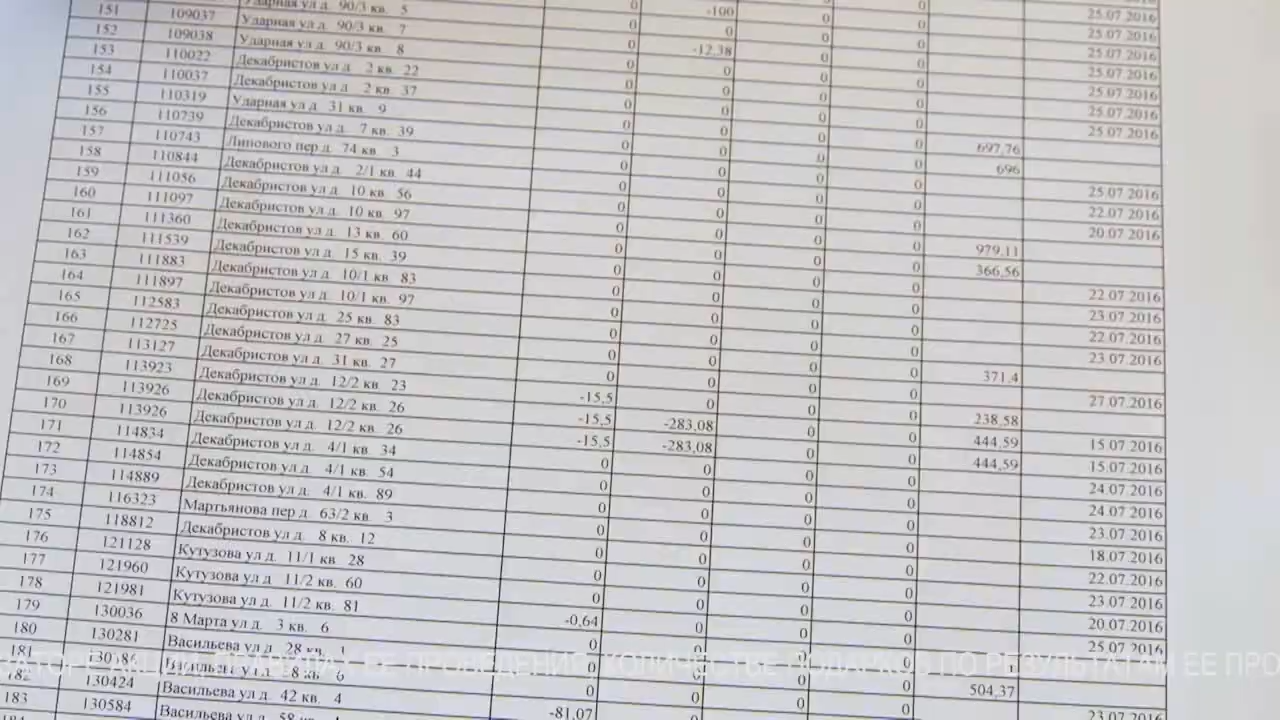 0 -100 0 0 25.07 2016
Ударная ул д. 90/3 кв. 5 0 0 0 0 25.07 2016
151 109037 Ударная ул д. 90/3 кв. 7 0 -12,38 0 0 25.07 2016
152 109038 Ударная ул д. 90/3 кв. 8 0 0 0 0 25.07 2016
153 110022 Декабристов ул д. 2 кв. 22 0 0 0 0 25.07 2016
154 110037 Декабристов ул д. 2 кв. 37 0 0 0 0 25.07 2016
155 110319 Ударная ул д. 31 кв. 9 0 0 0 0 697,76
156 110739 Декабристов ул д. 7 кв. 39 0 0 0 0 696
157 110743 Липового пер д. 74 кв. 3 0 0 0 0 25.07 2016
158 110844 Декабристов ул д. 2/1 кв. 44 0 0 0 0 22.07 2016
159 111056 Декабристов ул д. 10 кв. 56 0 0 0 0 20.07 2016
160 111097 Декабристов ул д. 10 кв. 97 0 0 0 0 979,11
161 111360 Декабристов ул д. 13 кв. 60 0 0 0 0 366,56
162 111539 Декабристов ул д. 15 кв. 39 0 0 0 0 22.07 2016
163 111883 Декабристов ул д. 10/1 кв. 83 0 0 0 0 23.07 2016
164 111897 Декабристов ул д. 10/1 кв. 97 0 0 0 0 22.07 2016
165 112583 Декабристов ул д. 25 кв. 83 0 0 0 0 23.07 2016
166 112725 Декабристов ул д. 27 кв. 25 0 0 0 0 371,4
167 113127 Декабристов ул д. 31 кв. 27 0 0 0 0 27.07.2016
168 113923 Декабристов ул д. 12/2 кв. 23 -15,5 0 0 0 238,58
169 113926 Декабристов ул д. 12/2 кв. 26 -15,5 -283,08 0 0 444,59 15.07.2016
170 113926 Декабристов ул д. 12/2 кв. 26 -15,5 -283,08 0 0 444,59 15.07.2016
171 114834 Декабристов ул д. 4/1 кв. 34 0 0 0 0 24.07.2016
172 114854 Декабристов ул д. 4/1 кв. 54 0 0 0 0 24.07.2016
173 114889 Декабристов ул д. 4/1 кв. 89 0 0 0 0 23.07.2016
174 116323 Мартьянова пер д. 63/2 кв. 3 0 0 0 0 18.07.2016
175 118812 Декабристов ул д. 8 кв. 12 0 0 0 0 22.07.2016
176 121128 Кутузова ул д. 11/1 кв 28 0 0 0 0 23.07.2016
177 121960 Кутузова ул д. 11/2 кв. 60 0 0 0 0 20.07.2016
178 121981 Кутузова ул д. 11/2 кв. 81 -0,64 0 0 0 25.07.2016
179 130036 8 Марта ул д. 3 кв. 6 0 0 0 0
180 130281 Васильева ул д. 28 кв. 0 0 0 0 504,37
ПРАВИЛАХ ЕЕ ПРОВЕДЕНИЯ, КОЛИЧЕСТВЕ ПОДАРКОВ ПО РЕЗУЛЬТАТАМ ЕЕ ПРО
181 130186 Васильева ул д. 0 0 0 0 23.07 2016
182 130424 Васильева ул д. 42 кв. 4 -81,07
183 130584 Васильева ул д. 58 кв.